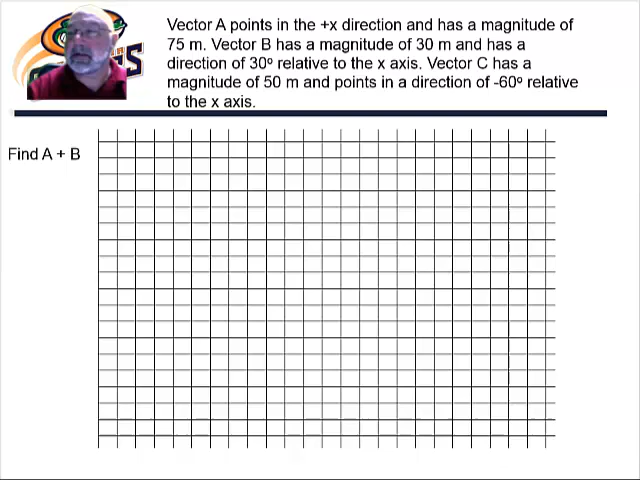 Vector A points in the +x direction and has a magnitude of
75 m. Vector B has a magnitude of 30 m and has a
direction of 30º relative to the x axis. Vector C has a
magnitude of 50 m and points in a direction of -60º relative
to the x axis.
Find A + B